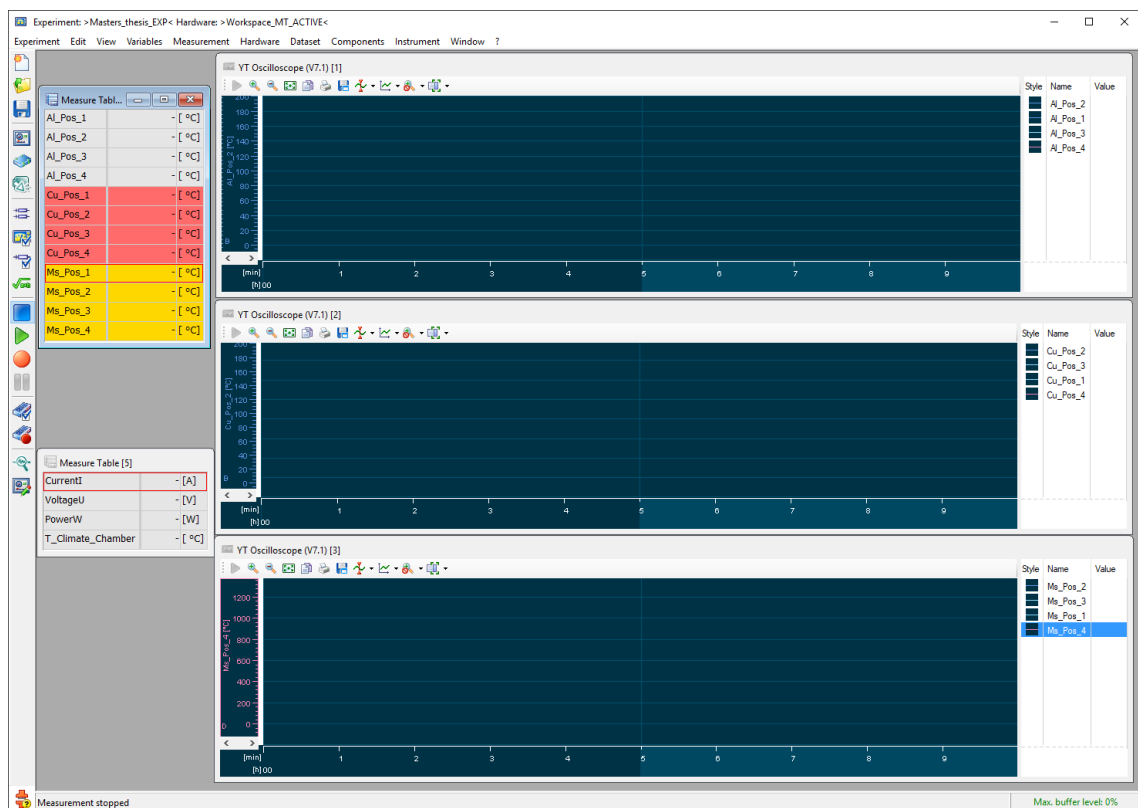 Experiment: >Masters_thesis_EXP< Hardware: >Workspace_MT_ACTIVE<
Experiment Edit View Variables Measurement Hardware Dataset Components Instrument Window ?
Measure Tabl...
Al_Pos_1 -[ °C]
Al_Pos_2 -[ °C]
Al_Pos_3 -[ °C]
Al_Pos_4 -[ °C]
Cu_Pos_1 -[ °C]
Cu_Pos_2 -[ °C]
Cu_Pos_3 -[ °C]
Cu_Pos_4 -[ °C]
Ms_Pos_1 -[ °C]
Ms_Pos_2 -[ °C]
Ms_Pos_3 -[ °C]
Ms_Pos_4 -[ °C]
Measure Table [5]
CurrentI -[A]
VoltageU -[V]
PowerW -[W]
T_Climate_Chamber -[ °C]
YT Oscilloscope (V7.1) [1]
Style Name Value
Al_Pos_2
Al_Pos_1
Al_Pos_3
Al_Pos_4
Al_Pos_2 [°C]
200
180
160
140
120
100
80
60
40
20
0
B
[min] 1 2 3 4 5 6 7 8 9
[h]00
YT Oscilloscope (V7.1) [2]
Style Name Value
Cu_Pos_2
Cu_Pos_3
Cu_Pos_1
Cu_Pos_4
Cu_Pos_2 [°C]
200
180
160
140
120
100
80
60
40
20
0
B
[min] 1 2 3 4 5 6 7 8 9
[h]00
YT Oscilloscope (V7.1) [3]
Style Name Value
Ms_Pos_2
Ms_Pos_3
Ms_Pos_1
Ms_Pos_4
Ms_Pos_4 [°C]
1200
1000
800
600
400
200
0
D
[min] 1 2 3 4 5 6 7 8 9
[h]00
Measurement stopped
Max. buffer level: 0%